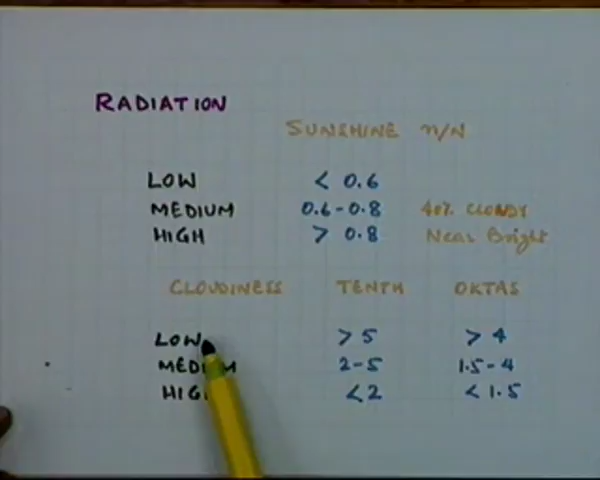 RADIATION
SUNSHINE n/N
LOW < 0.6
MEDIUM 0.6-0.8 40% CLOUDY
HIGH > 0.8 Near Bright
CLOUDINESS TENTH OKTAS
LOW > 5 > 4
2-5 1.5-4
<2 < 1.5